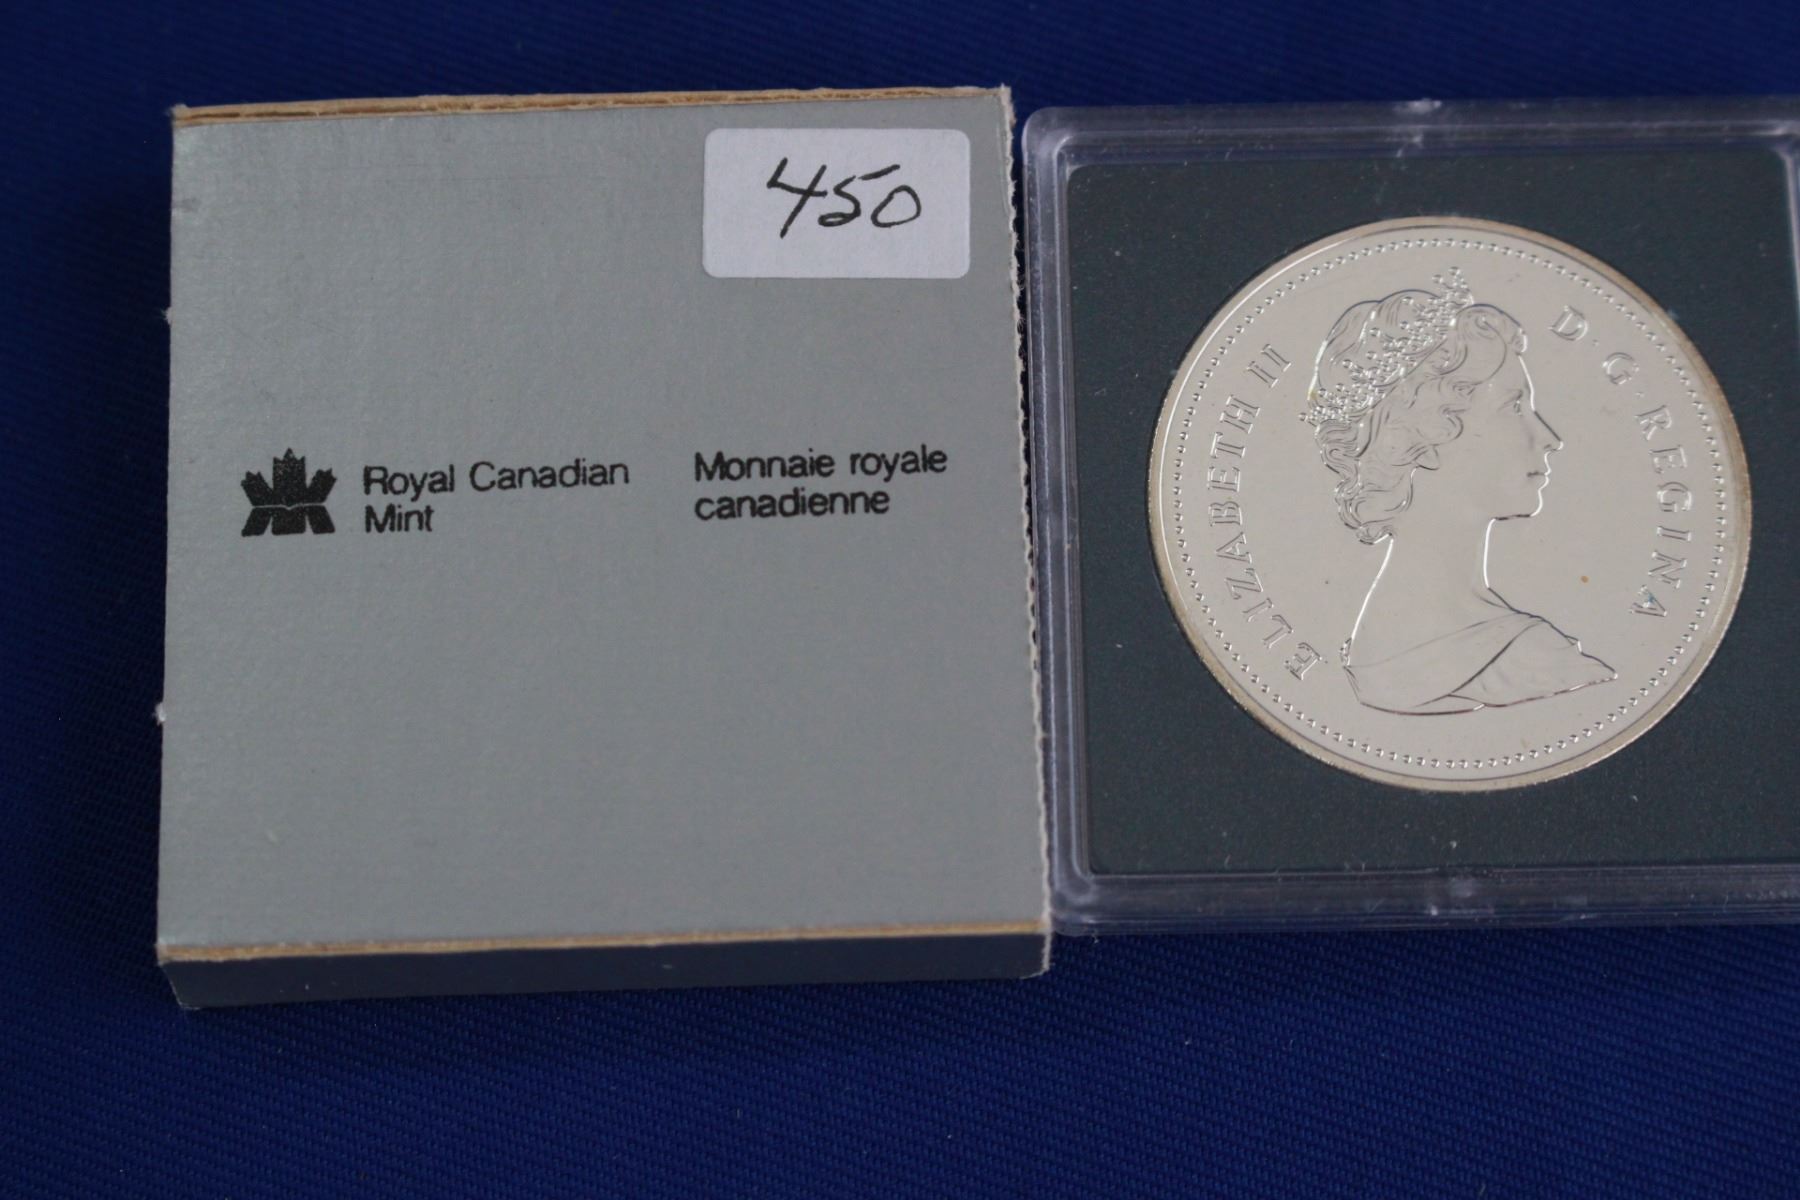 450
Royal Canadian
Mint
Monnaie royale
canadienne
ELIZABETH II D·G·REGINA